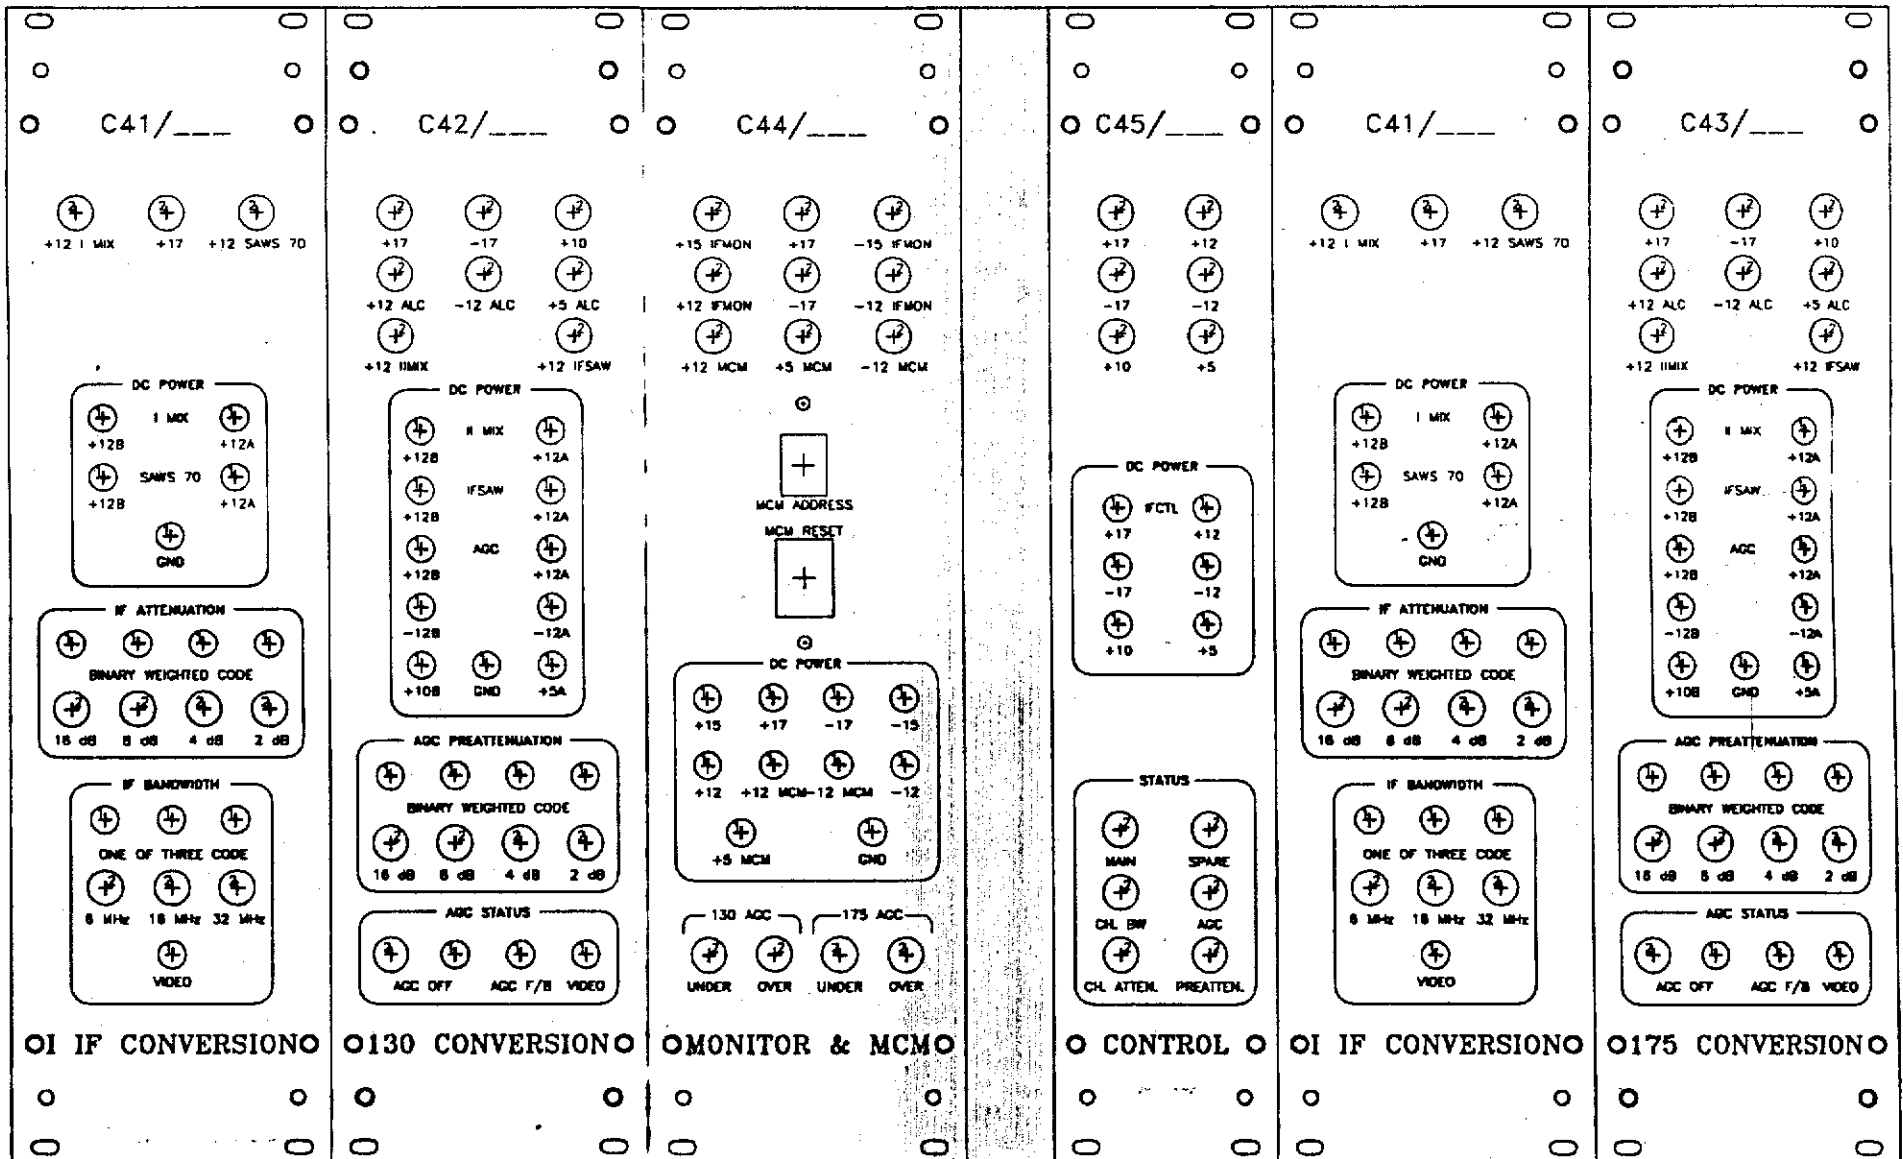 C41/___
+12 I MIX +17 +12 SAWS 70
DC POWER
I MIX
+12B +12A
SAWS 70
+12B +12A
GND
IF ATTENUATION
BINARY WEIGHTED CODE
16 dB 8 dB 4 dB 2 dB
IF BANDWIDTH
ONE OF THREE CODE
8 MHz 16 MHz 32 MHz
VIDEO
I IF CONVERSION
C42/___
+17 -17 +10
+12 ALC -12 ALC +5 ALC
+12 IIMIX +12 IFSAW
DC POWER
II MIX
+12B +12A
IFSAW
+12B +12A
AGC
+12B +12A
-12B -12A
+10B GND +5A
AGC PREATTENUATION
BINARY WEIGHTED CODE
16 dB 8 dB 4 dB 2 dB
AGC STATUS
AGC OFF AGC F/B VIDEO
130 CONVERSION
C44/___
+15 IFMON +17 -15 IFMON
+12 IFMON -17 -12 IFMON
+12 MCM +5 MCM -12 MCM
MCM ADDRESS
MCM RESET
DC POWER
+15 +17 -17 -15
+12 +12 MCM -12 MCM -12
+5 MCM GND
130 AGC 175 AGC
UNDER OVER UNDER OVER
MONITOR & MCM
C45/___
+17 +12
-17 -12
+10 +5
DC POWER
IFCTL
+17 +12
-17 -12
+10 +5
STATUS
MAIN SPARE
CH. BW AGC
CH. ATTEN. PREATTEN.
CONTROL
C41/___
+12 I MIX +17 +12 SAWS 70
DC POWER
I MIX
+12B +12A
SAWS 70
+12B +12A
GND
IF ATTENUATION
BINARY WEIGHTED CODE
16 dB 8 dB 4 dB 2 dB
IF BANDWIDTH
ONE OF THREE CODE
8 MHz 16 MHz 32 MHz
VIDEO
I IF CONVERSION
C43/___
+17 -17 +10
+12 ALC -12 ALC +5 ALC
+12 IIMIX +12 IFSAW
DC POWER
II MIX
+12B +12A
IFSAW
+12B +12A
AGC
+12B +12A
-12B -12A
+10B GND +5A
AGC PREATTENUATION
BINARY WEIGHTED CODE
16 dB 8 dB 4 dB 2 dB
AGC STATUS
AGC OFF AGC F/B VIDEO
175 CONVERSION